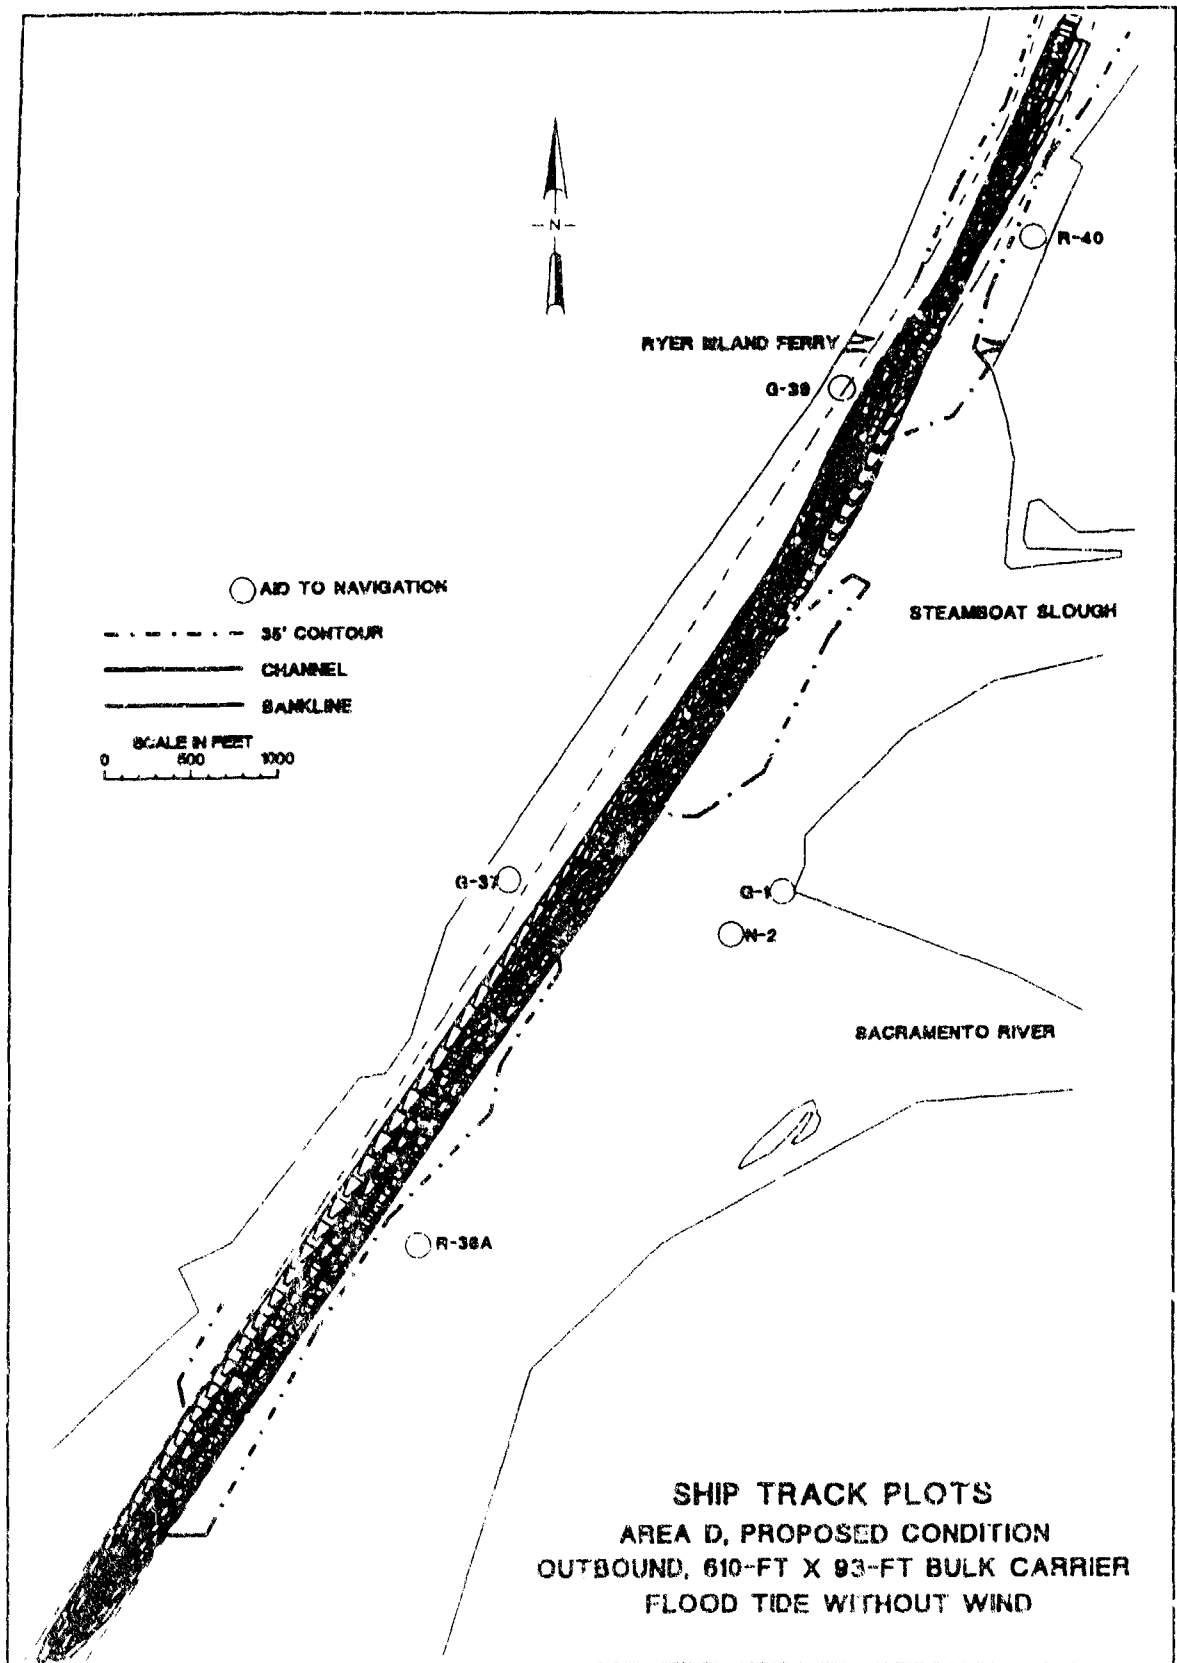 N
R-40
RYER ISLAND FERRY
G-39
AID TO NAVIGATION
35' CONTOUR
CHANNEL
BANKLINE
SCALE IN FEET
0 500 1000
STEAMBOAT SLOUGH
G-37
G-1
N-2
SACRAMENTO RIVER
R-38A
SHIP TRACK PLOTS
AREA D, PROPOSED CONDITION
OUTBOUND, 610-FT X 93-FT BULK CARRIER
FLOOD TIDE WITHOUT WIND